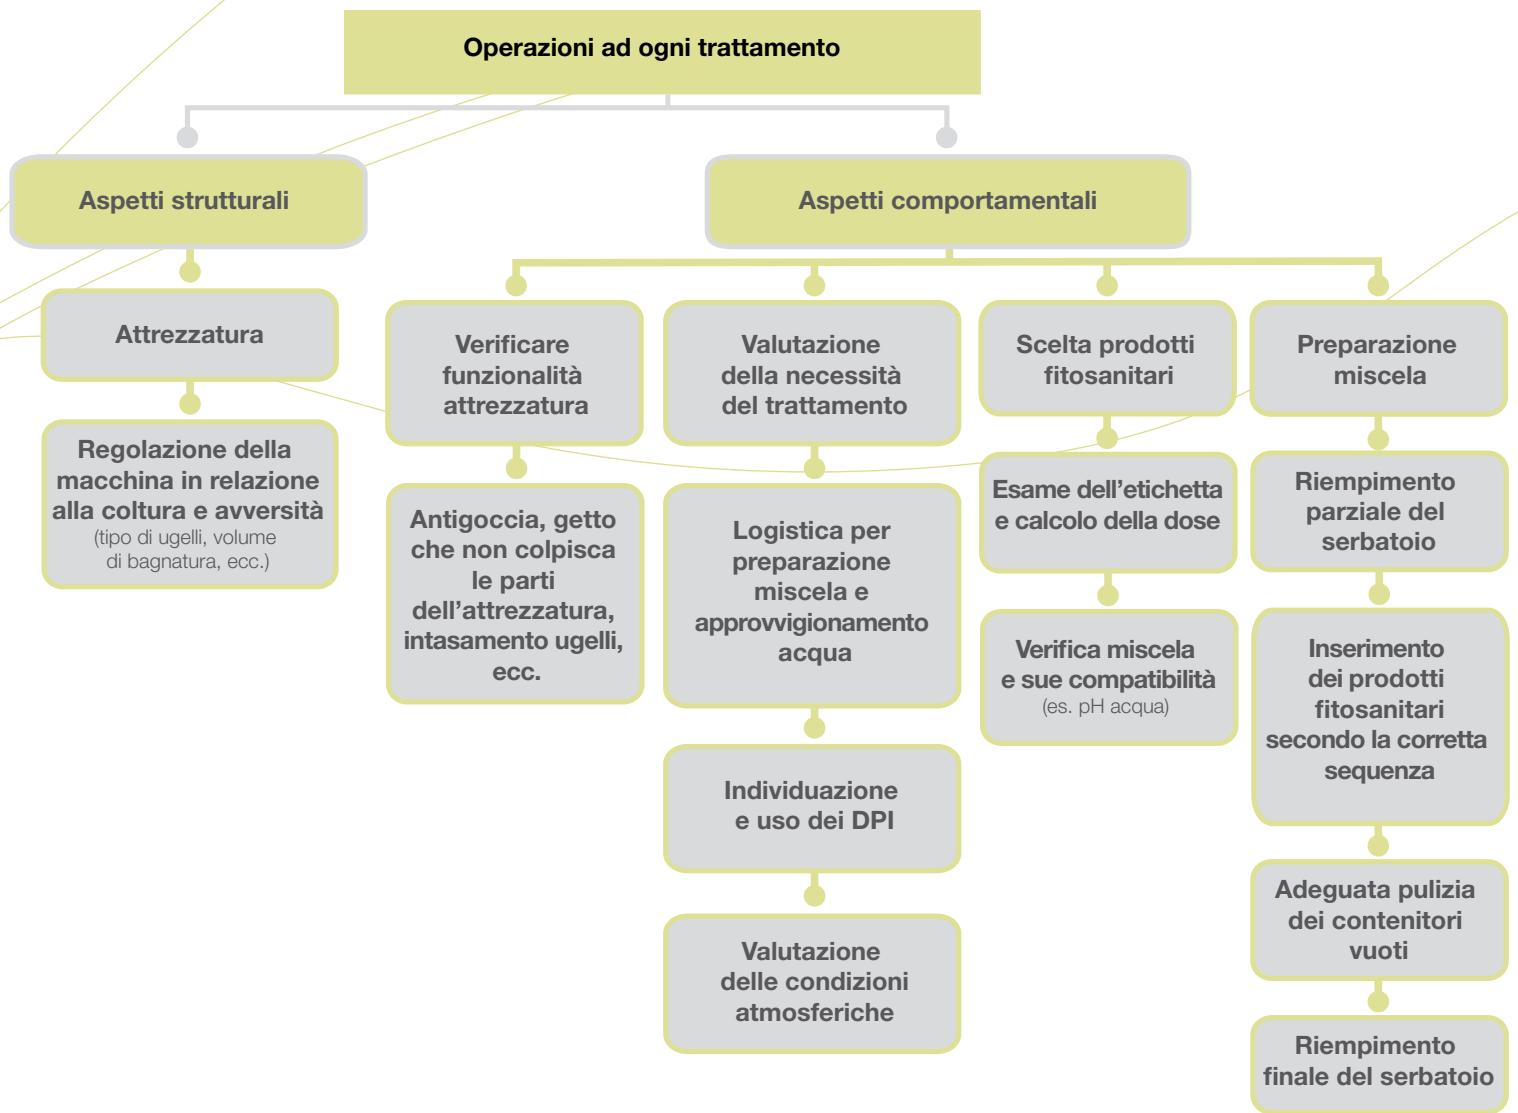 Operazioni ad ogni trattamento
Aspetti strutturali
Aspetti comportamentali
Attrezzatura
Regolazione della
macchina in relazione
alla coltura e avversità
(tipo di ugelli, volume
di bagnatura, ecc.)
Verificare
funzionalità
attrezzatura
Antigoccia, getto
che non colpisca
le parti
dell’attrezzatura,
intasamento ugelli,
ecc.
Valutazione
della necessità
del trattamento
Logistica per
preparazione
miscela e
approvvigionamento
acqua
Individuazione
e uso dei DPI
Valutazione
delle condizioni
atmosferiche
Scelta prodotti
fitosanitari
Esame dell’etichetta
e calcolo della dose
Verifica miscela
e sue compatibilità
(es. pH acqua)
Preparazione
miscela
Riempimento
parziale del
serbatoio
Inserimento
dei prodotti
fitosanitari
secondo la corretta
sequenza
Adeguata pulizia
dei contenitori
vuoti
Riempimento
finale del serbatoio